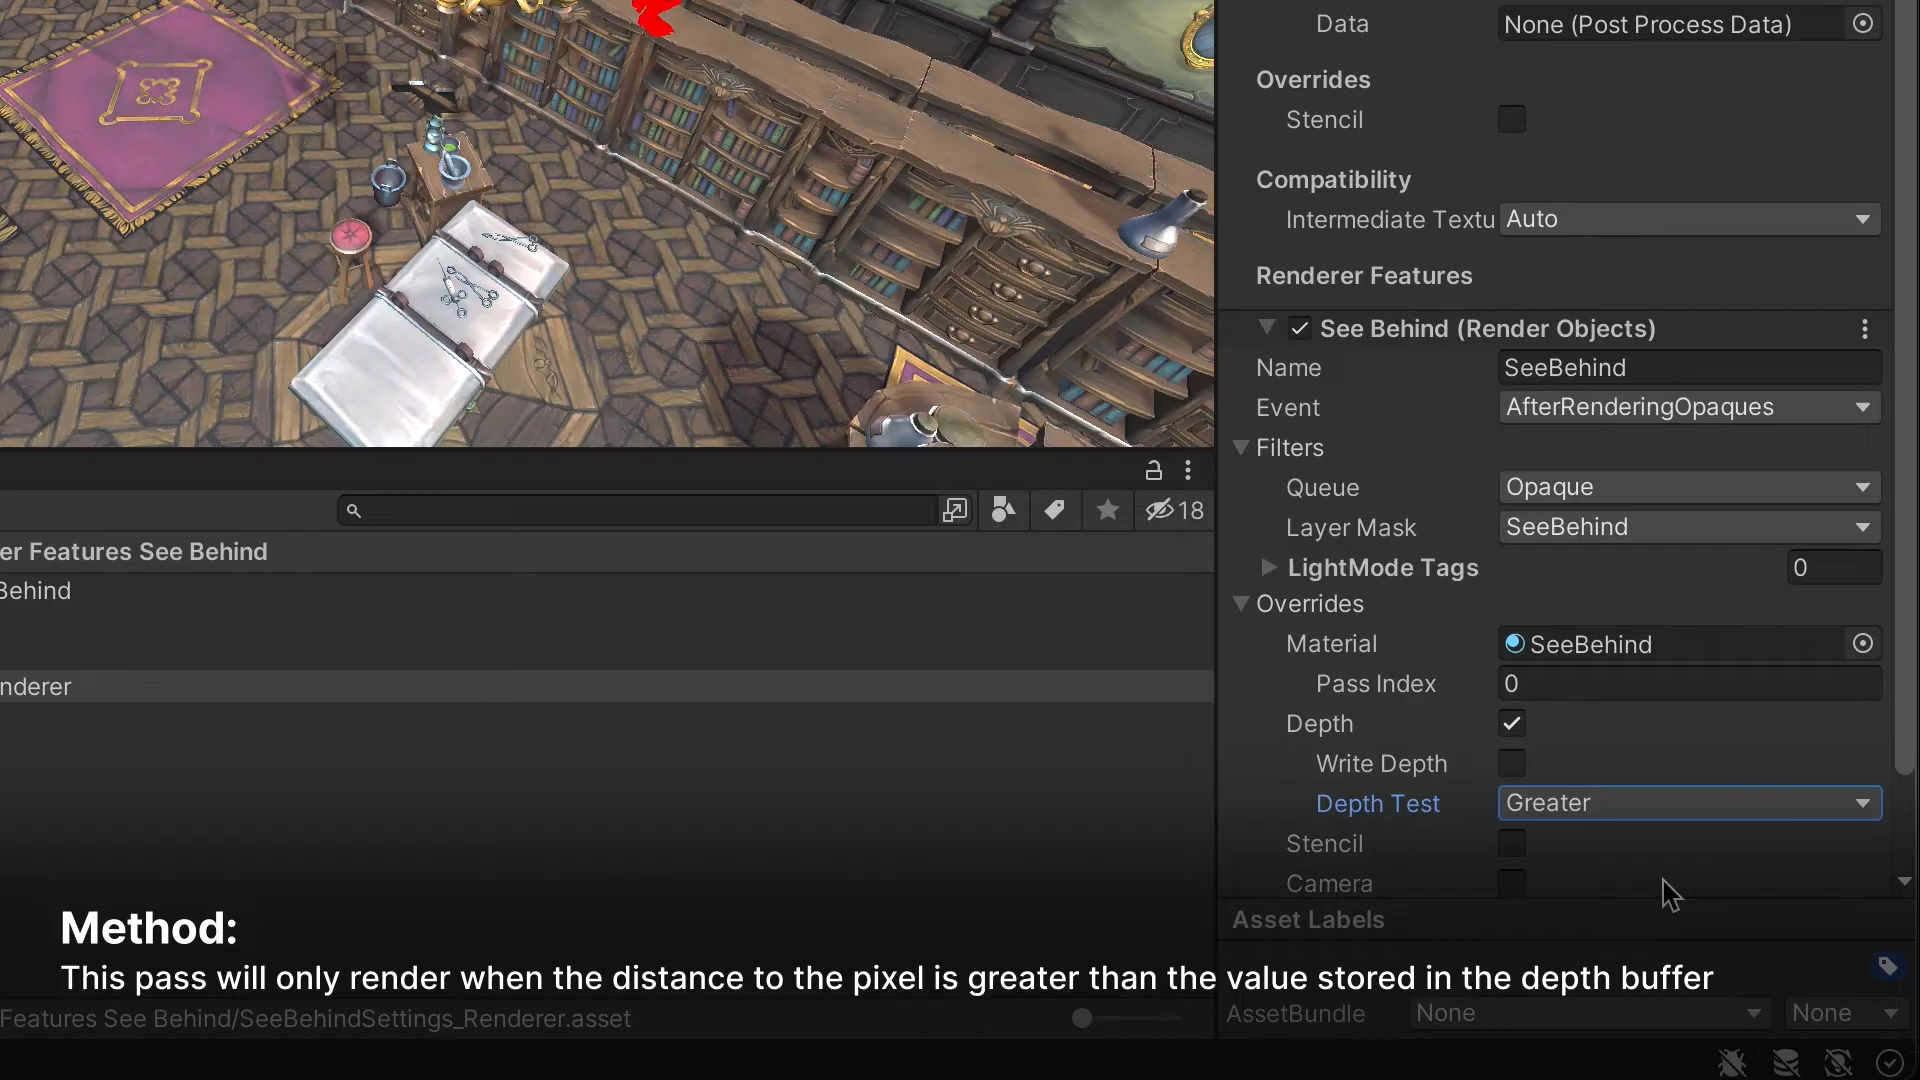 Data None (Post Process Data)
Overrides
Stencil
Compatibility
Intermediate Textu Auto
Renderer Features
See Behind (Render Objects)
Name SeeBehind
Event AfterRenderingOpaques
Filters
Queue Opaque
Layer Mask SeeBehind
LightMode Tags 0
Overrides
Material SeeBehind
Pass Index 0
Depth
Write Depth
Depth Test Greater
Stencil
Camera
Asset Labels
AssetBundle None None
18
er Features See Behind
Behind
nderer
Method:
This pass will only render when the distance to the pixel is greater than the value stored in the depth buffer
Features See Behind/SeeBehindSettings_Renderer.asset